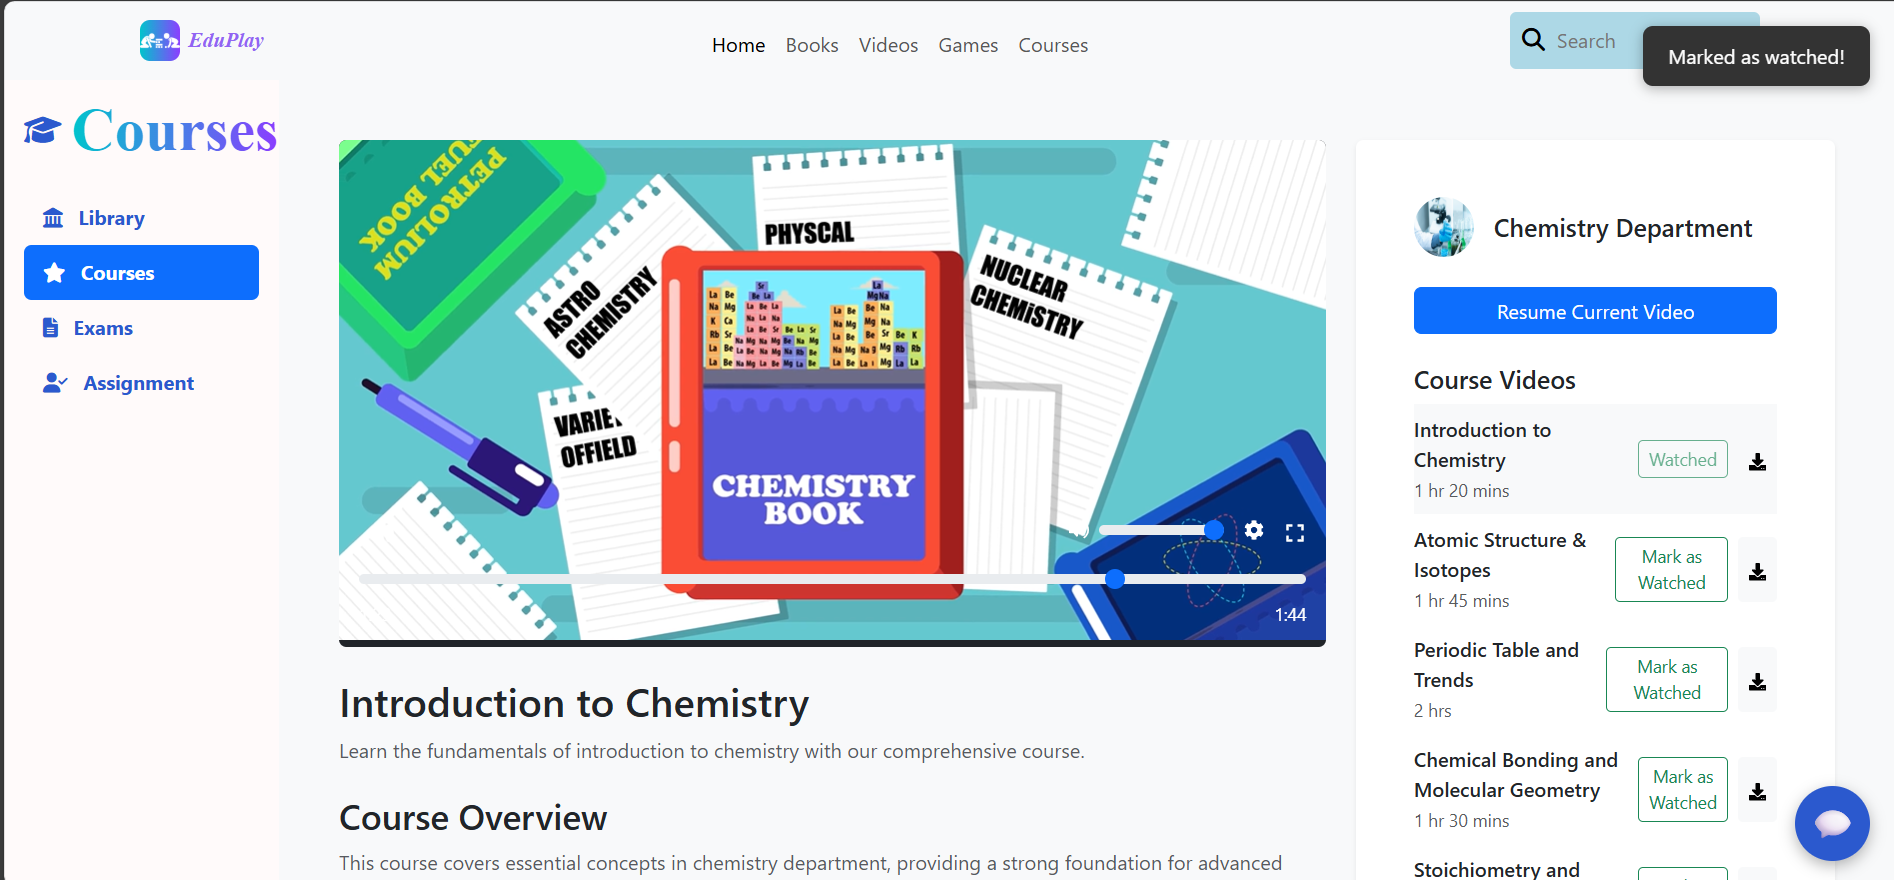 EduPlay
Home Books Videos Games Courses
Search
Marked as watched!
Courses
Library
Courses
Exams
Assignment
PETROLIUM
FUEL BOOK
ASTRO
CHEMISTRY
PHYSCAL
NUCLEAR
CHEMiSTRY
OFFIELD
CHEMISTRY
BOOK
1:44
Introduction to Chemistry
Learn the fundamentals of introduction to chemistry with our comprehensive course.
Course Overview
This course covers essential concepts in chemistry department, providing a strong foundation for advanced
Chemistry Department
Resume Current Video
Course Videos
Introduction to
Chemistry
1 hr 20 mins
Watched
Atomic Structure &
Isotopes
1 hr 45 mins
Mark as
Watched
Periodic Table and
Trends
2 hrs
Mark as
Watched
Chemical Bonding and
Molecular Geometry
1 hr 30 mins
Mark as
Watched
Stoichiometry and